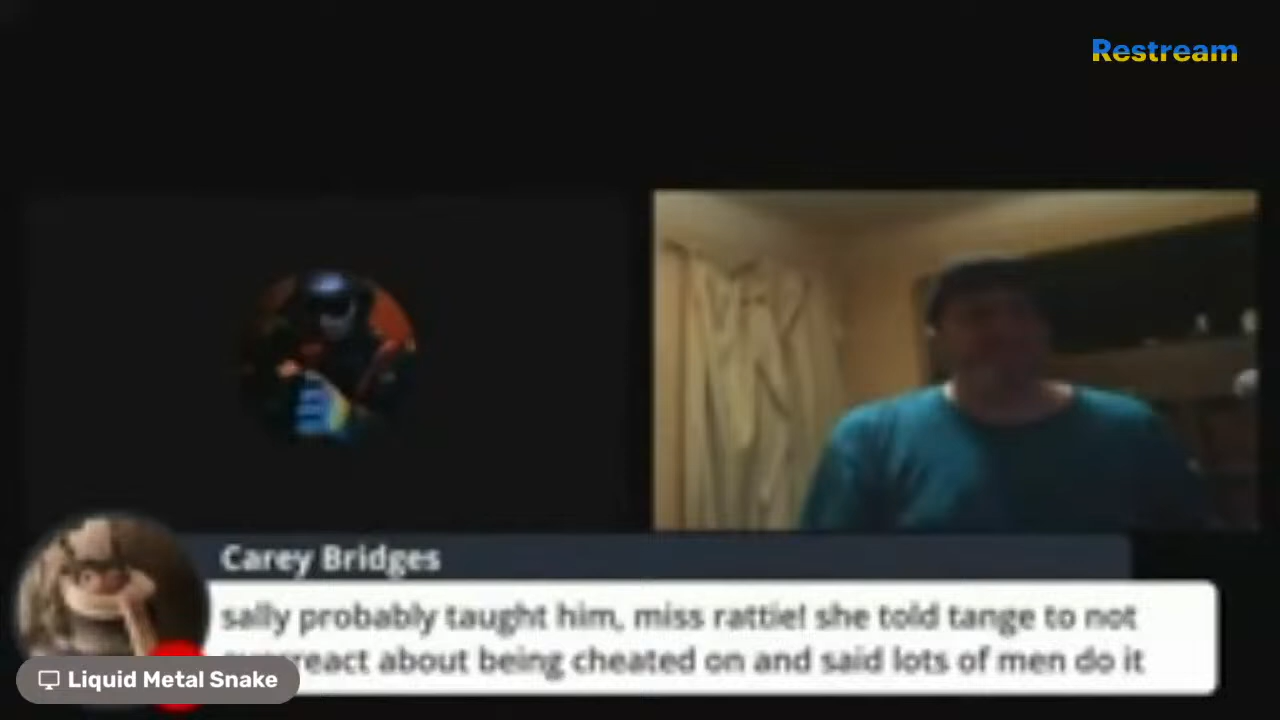 Restream
Carey Bridges
sally probably taught him, miss rattie! she told tange to not
react about being cheated on and said lots of men do it
Liquid Metal Snake